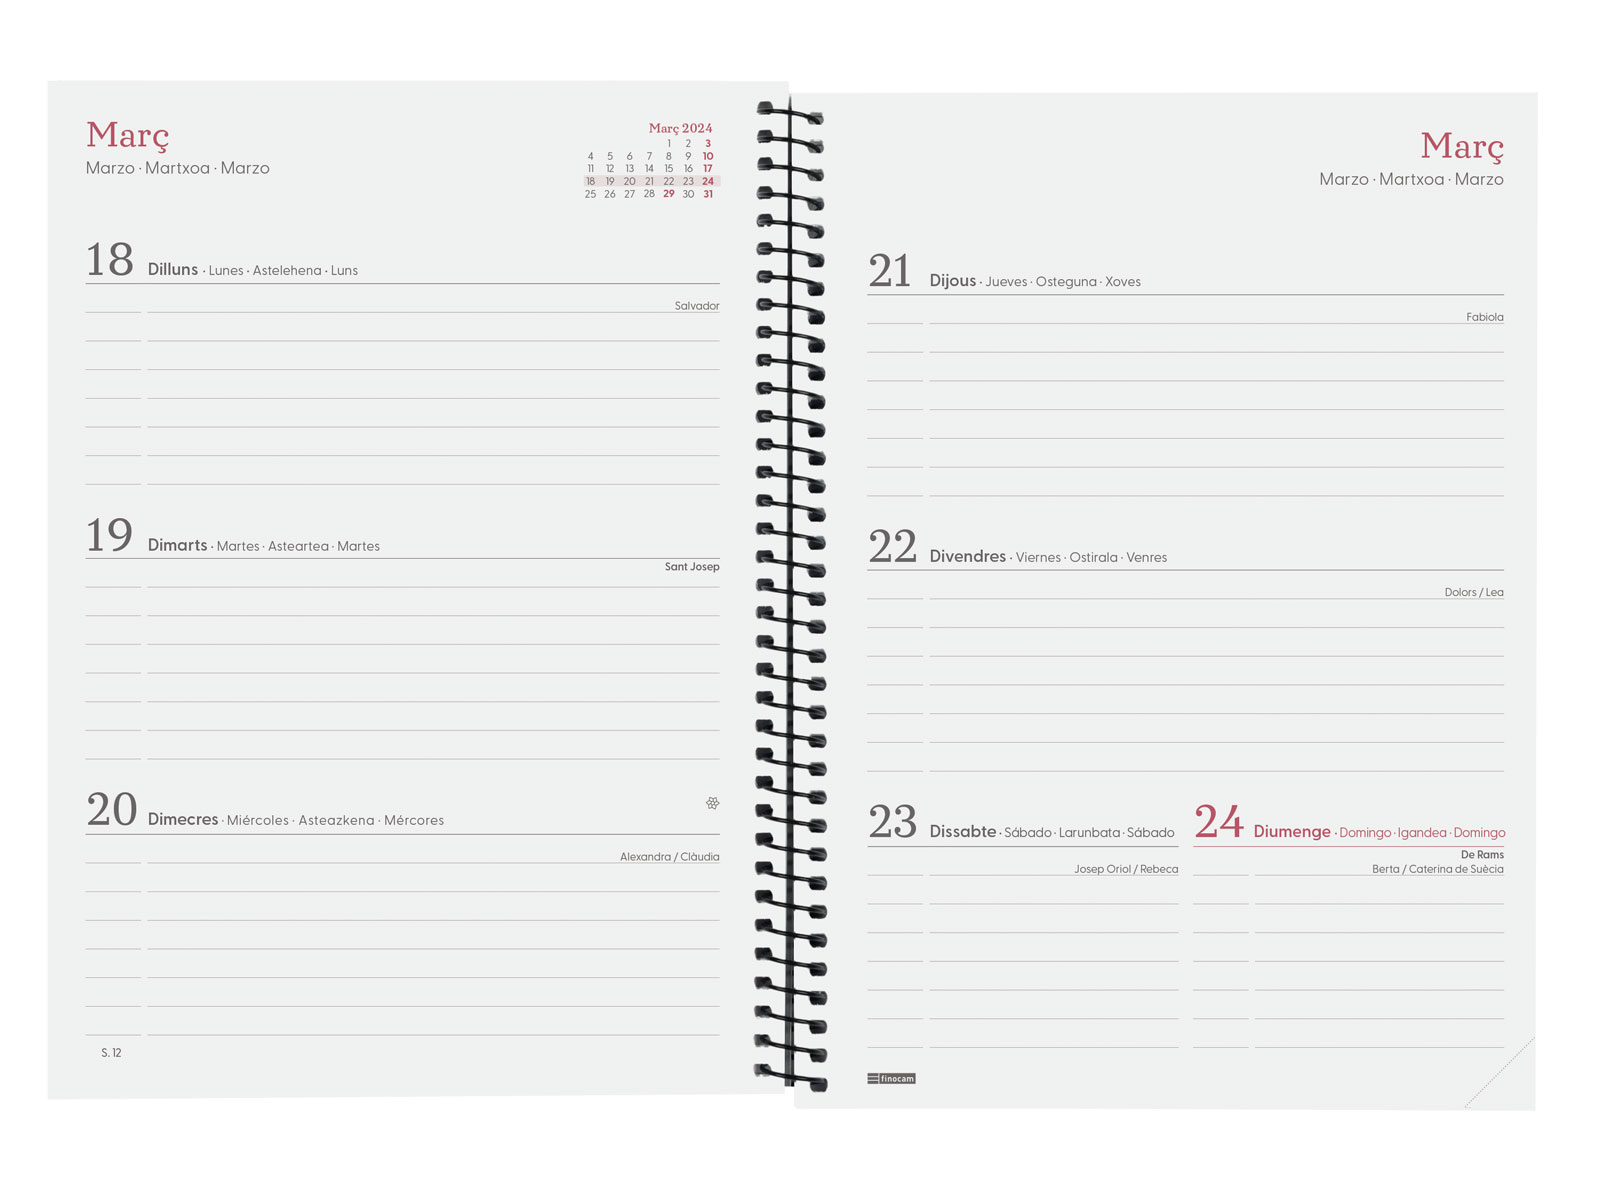 Març
Marzo · Martxoa · Marzo
Març 2024
1 2 3
4 5 6 7 8 9 10
11 12 13 14 15 16 17
18 19 20 21 22 23 24
25 26 27 28 29 30 31
18 Dilluns · Lunes · Astelehena · Luns
Salvador
19 Dimarts · Martes · Asteartea · Martes
Sant Josep
20 Dimecres · Miércoles · Asteazkena · Mércores
Alexandra / Clàudia
S. 12
Març
Marzo · Martxoa · Marzo
21 Dijous · Jueves · Osteguna · Xoves
Fabiola
22 Divendres · Viernes · Ostirala · Venres
Dolors / Lea
23 Dissabte · Sábado · Larunbata · Sábado
Josep Oriol / Rebeca
24 Diumenge · Domingo · Igandea · Domingo
De Rams
Berta / Caterina de Suècia
finocam